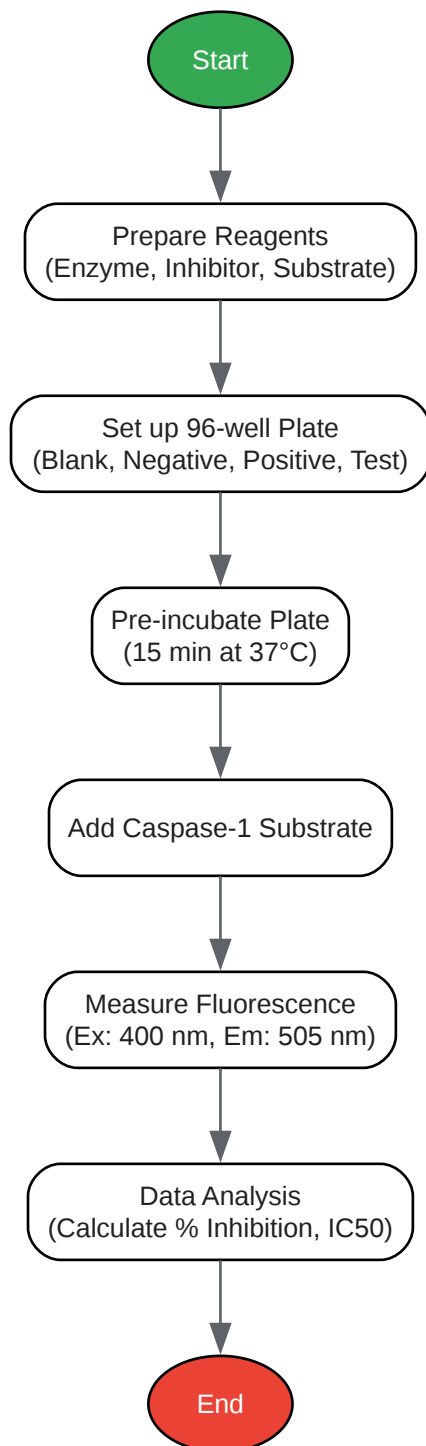 Start
Prepare Reagents
(Enzyme, Inhibitor, Substrate)
Set up 96-well Plate
(Blank, Negative, Positive, Test)
Pre-incubate Plate
(15 min at 37°C)
Add Caspase-1 Substrate
Measure Fluorescence
(Ex: 400 nm, Em: 505 nm)
Data Analysis
(Calculate % Inhibition, IC50)
End